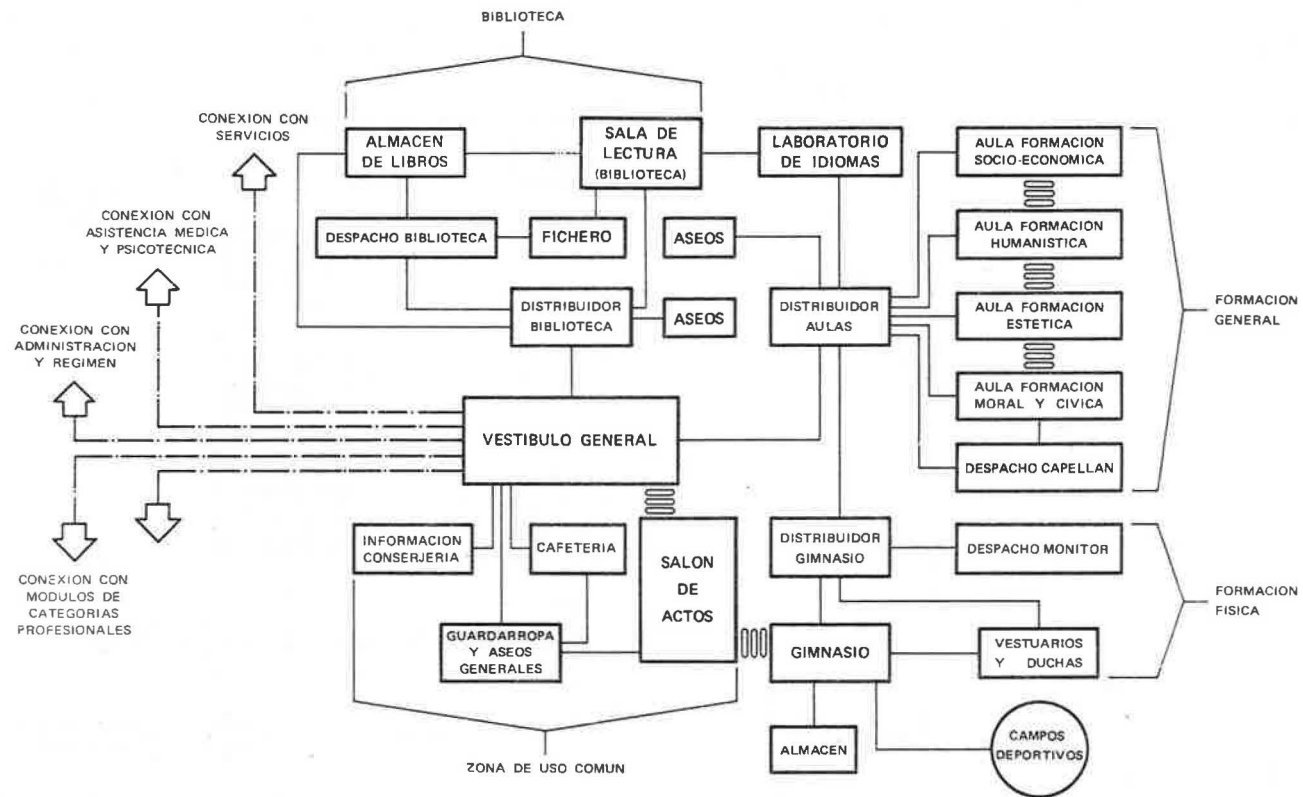 BIBLIOTECA
CONEXION CON
SERVICIOS
ALMACEN
DE LIBROS
SALA DE
LECTURA
(BIBLIOTECA)
LABORATORIO
DE IDIOMAS
AULA FORMACION
SOCIO-ECONOMICA
CONEXION CON
ASISTENCIA MEDICA
Y PSICOTECNICA
DESPACHO BIBLIOTECA
FICHERO
ASEOS
AULA FORMACION
HUMANISTICA
CONEXION CON
ADMINISTRACION
Y REGIMEN
DISTRIBUIDOR
BIBLIOTECA
ASEOS
DISTRIBUIDOR
AULAS
AULA FORMACION
ESTETICA
FORMACION
GENERAL
AULA FORMACION
MORAL Y CIVICA
VESTIBULO GENERAL
DESPACHO CAPELLAN
INFORMACION
CONSERJERIA
CAFETERIA
SALON
DE
ACTOS
DISTRIBUIDOR
GIMNASIO
DESPACHO MONITOR
CONEXION CON
MODULOS DE
CATEGORIAS
PROFESIONALES
FORMACION
FISICA
GUARDARROPA
Y ASEOS
GENERALES
GIMNASIO
VESTUARIOS
Y DUCHAS
ALMACEN
CAMPOS
DEPORTIVOS
ZONA DE USO COMUN